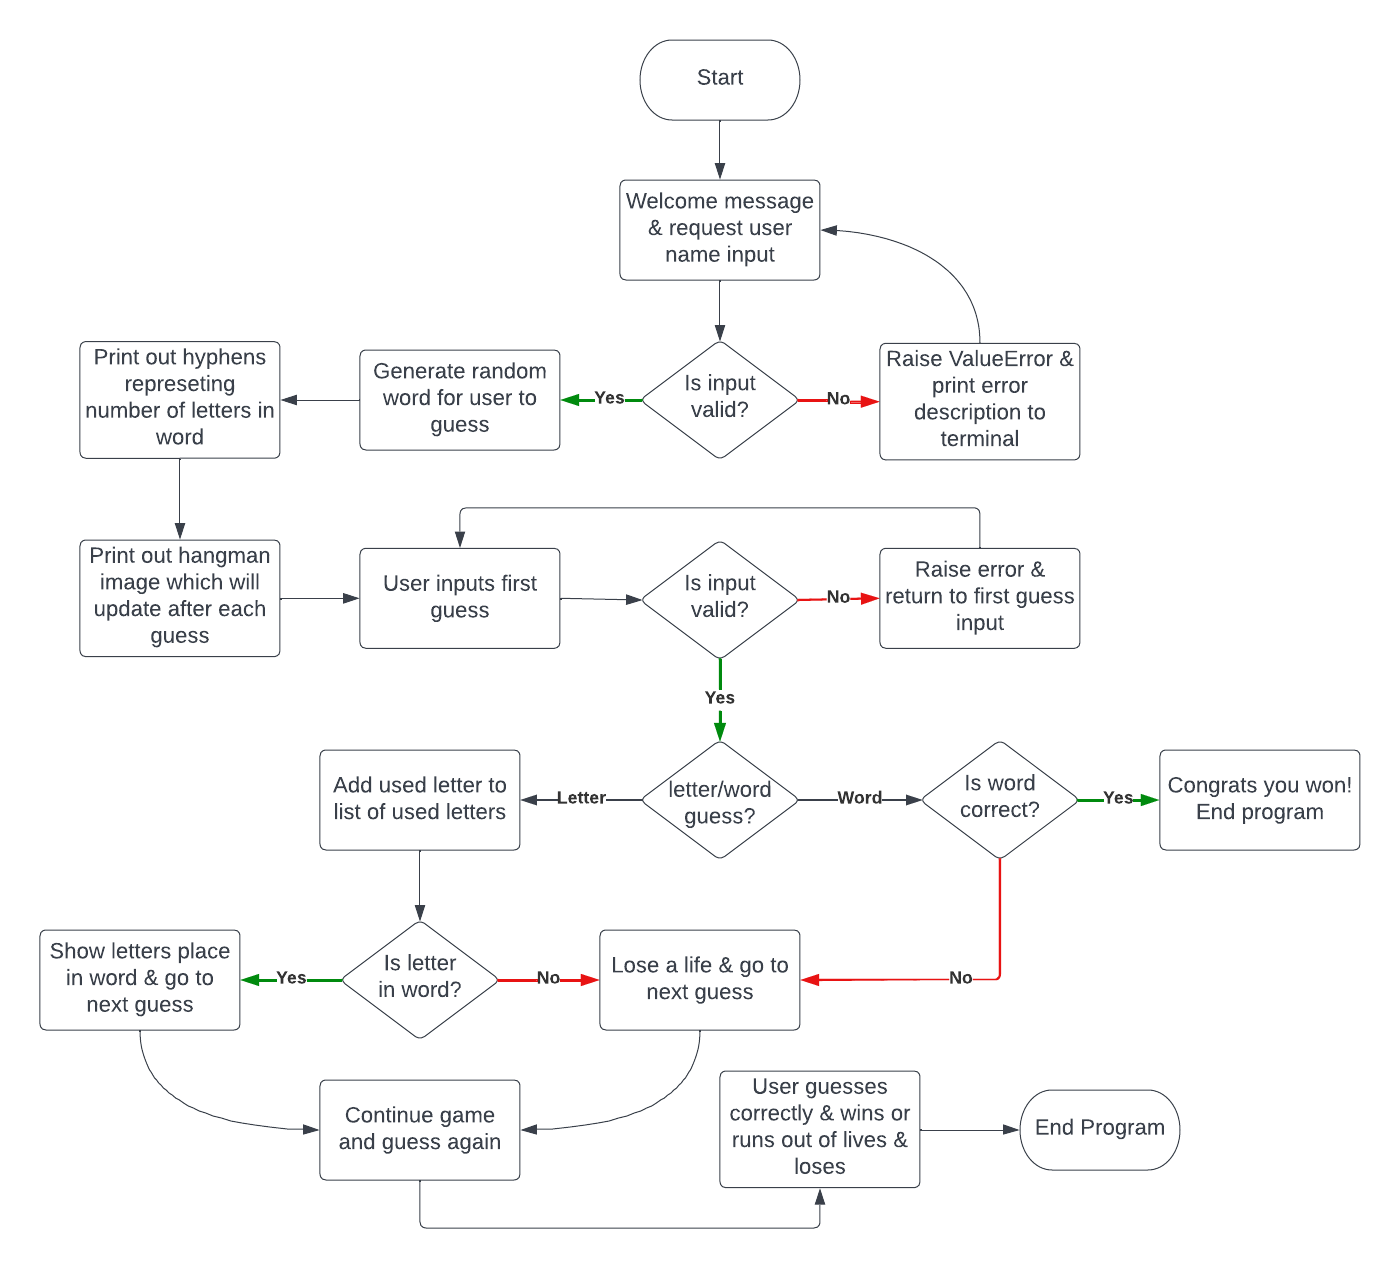 Start
Welcome message
& request user
name input
Print out hyphens
represeting
number of letters in
word
Generate random
word for user to
guess
Yes
Is input
valid?
No
Raise ValueError &
print error
description to
terminal
Print out hangman
image which will
update after each
guess
User inputs first
guess
Is input
valid?
No
Raise error &
return to first guess
input
Yes
Add used letter to
list of used letters
Letter
letter/word
guess?
Word
Is word
correct?
Yes
Congrats you won!
End program
Show letters place
in word & go to
next guess
Yes
Is letter
in word?
No
Lose a life & go to
next guess
No
Continue game
and guess again
User guesses
correctly & wins or
runs out of lives &
loses
End Program